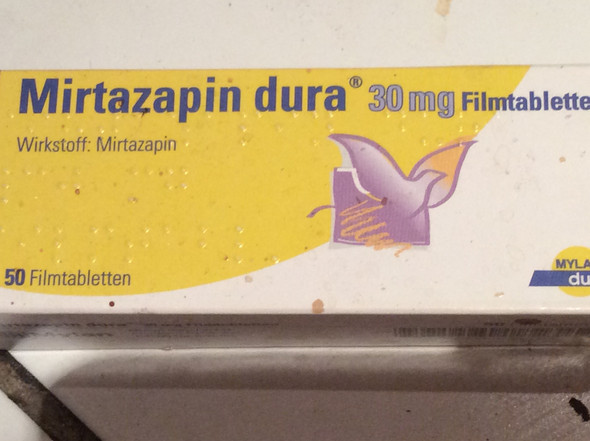 Mirtazapin dura® 30 mg Filmtablette
Wirkstoff: Mirtazapin
50 Filmtabletten
MYLA
du